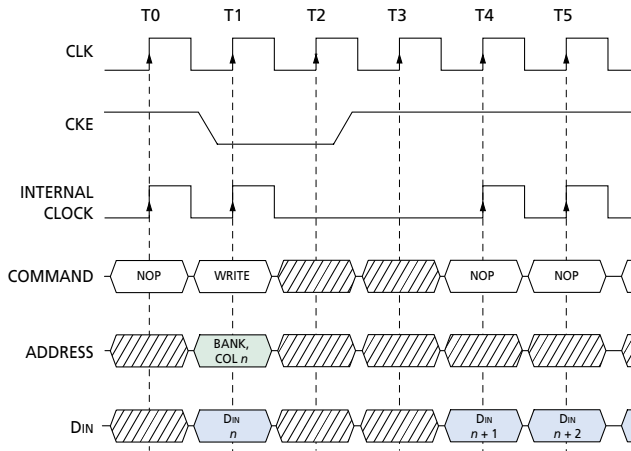 T0 T1 T2 T3 T4 T5
CLK
CKE
INTERNAL
CLOCK
COMMAND NOP WRITE NOP NOP
ADDRESS BANK,
COL n
DIN DIN DIN DIN
n n + 1 n + 2